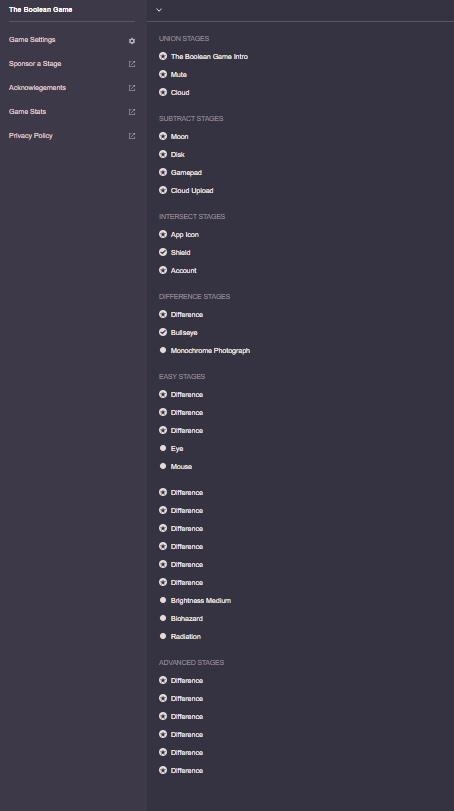 The Boolean Game
Game Settings
Sponsor a Stage
Acknowlegements
Game Stats
Privacy Policy
UNION STAGES
The Boolean Game Intro
Mute
Cloud
SUBTRACT STAGES
Moon
Disk
Gamepad
Cloud Upload
INTERSECT STAGES
App Icon
Shield
Account
DIFFERENCE STAGES
Difference
Bullseye
Monochrome Photograph
EASY STAGES
Difference
Difference
Difference
Eye
Mouse
Difference
Difference
Difference
Difference
Difference
Difference
Brightness Medium
Biohazard
Radiation
ADVANCED STAGES
Difference
Difference
Difference
Difference
Difference
Difference